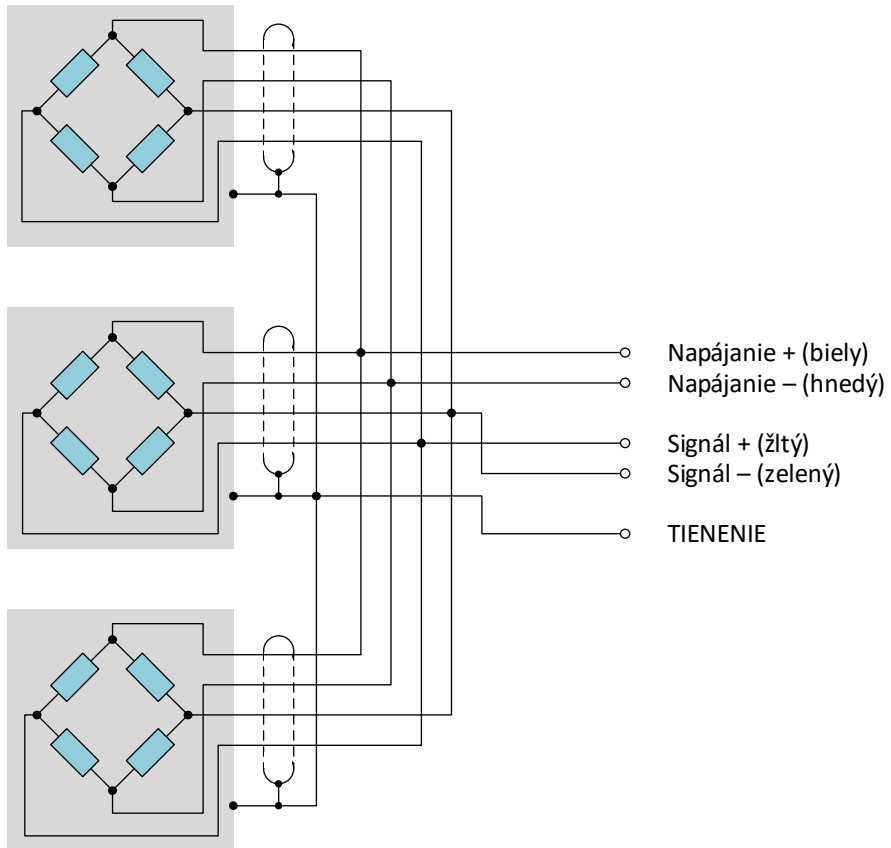 Napájanie + (biely)
Napájanie – (hnedý)
Signál + (žltý)
Signál – (zelený)
TIENENIE